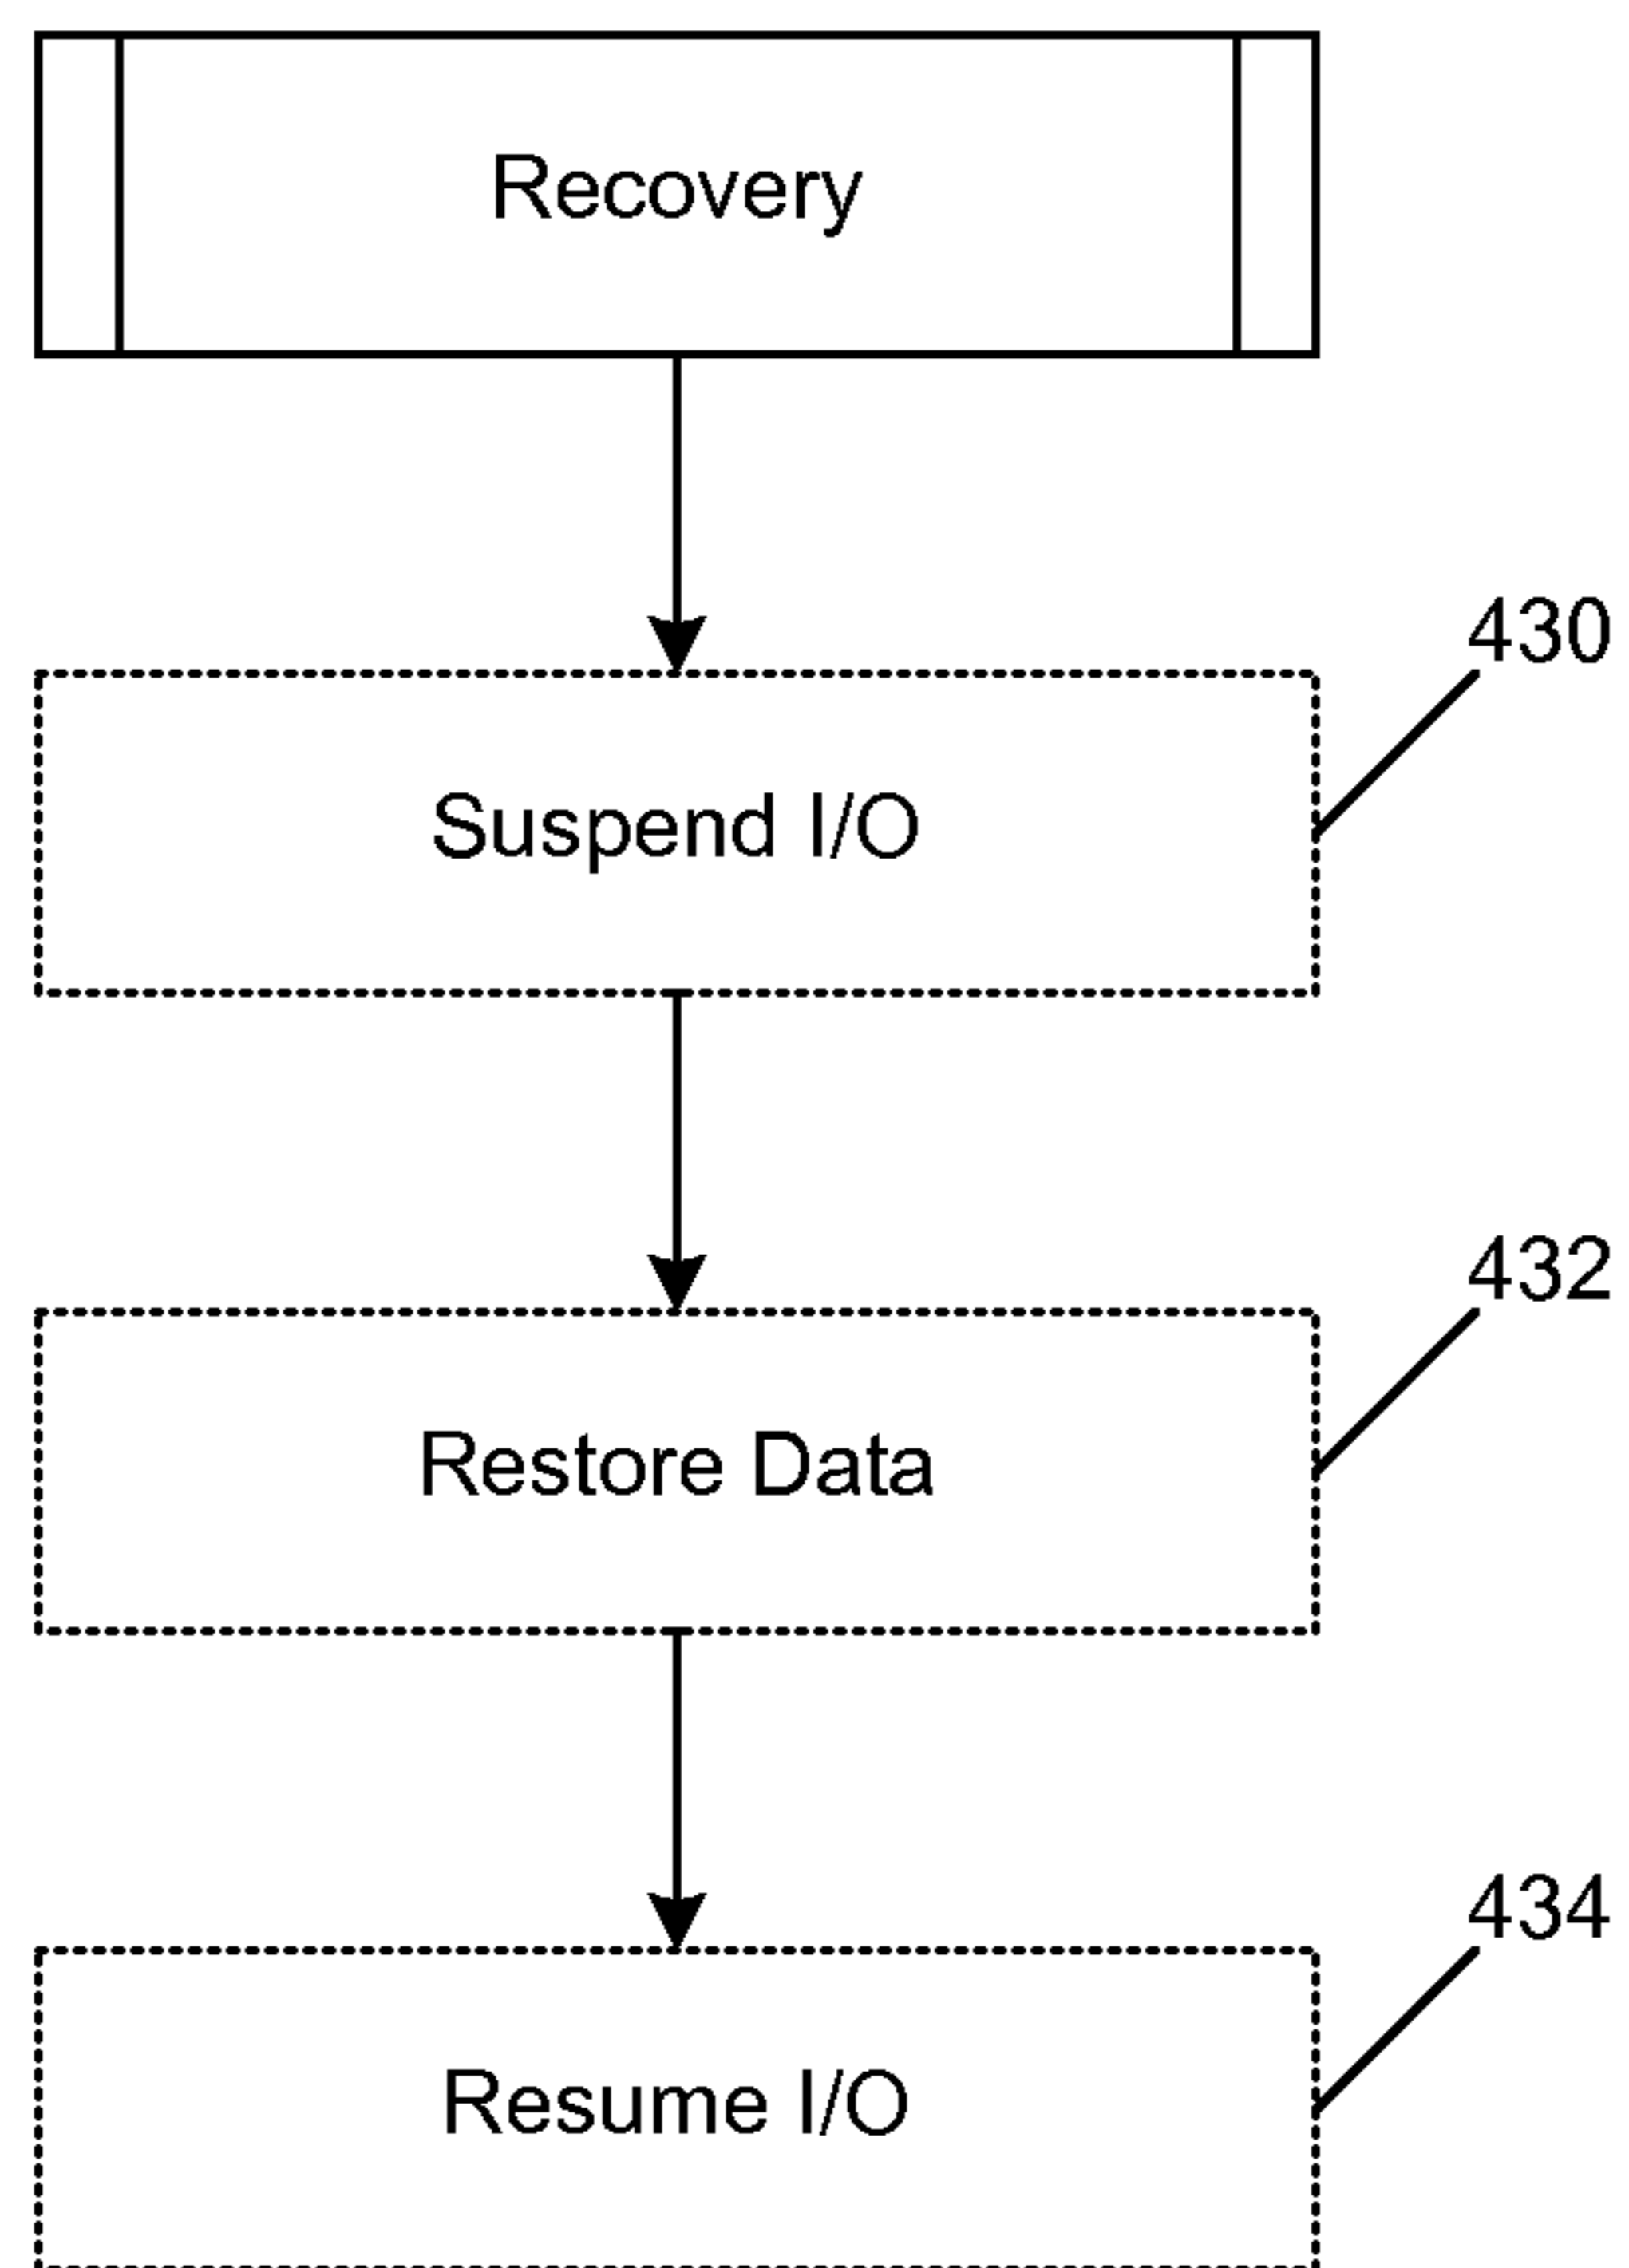 Recovery
430
Suspend I/O
432
Restore Data
434
Resume I/O